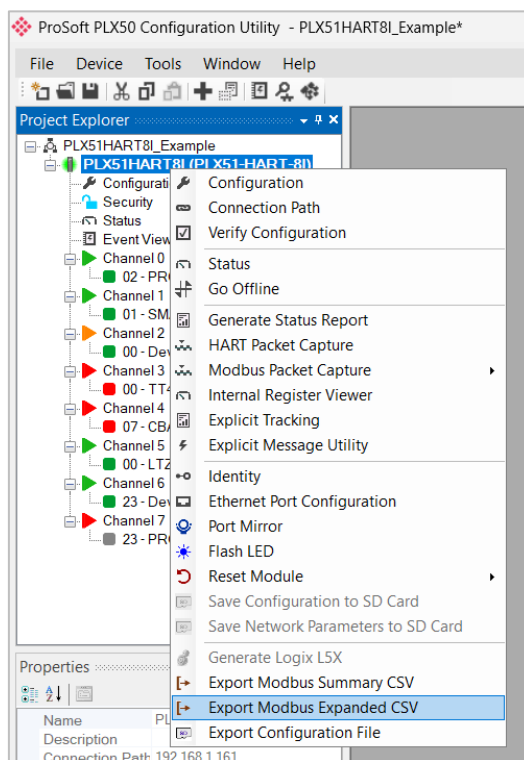 ProSoft PLX50 Configuration Utility - PLX51HART8I_Example*
File Device Tools Window Help
Project Explorer
PLX51HART8I_Example
PLX51HART8I (PLX51-HART-8I)
Configurati
Security
Status
Event View
Channel 0
02 - PR
Channel 1
01 - SM
Channel 2
00 - Dev
Channel 3
00 - TT
Channel 4
07 - CB
Channel 5
00 - LTZ
Channel 6
23 - Dev
Channel 7
23 - PR
Configuration
Connection Path
Verify Configuration
Status
Go Offline
Generate Status Report
HART Packet Capture
Modbus Packet Capture
Internal Register Viewer
Explicit Tracking
Explicit Message Utility
Identity
Ethernet Port Configuration
Port Mirror
Flash LED
Reset Module
Save Configuration to SD Card
Save Network Parameters to SD Card
Generate Logix L5X
Export Modbus Summary CSV
Export Modbus Expanded CSV
Export Configuration File
Properties
Name PL
Description
Connection Path 192.168.1.161